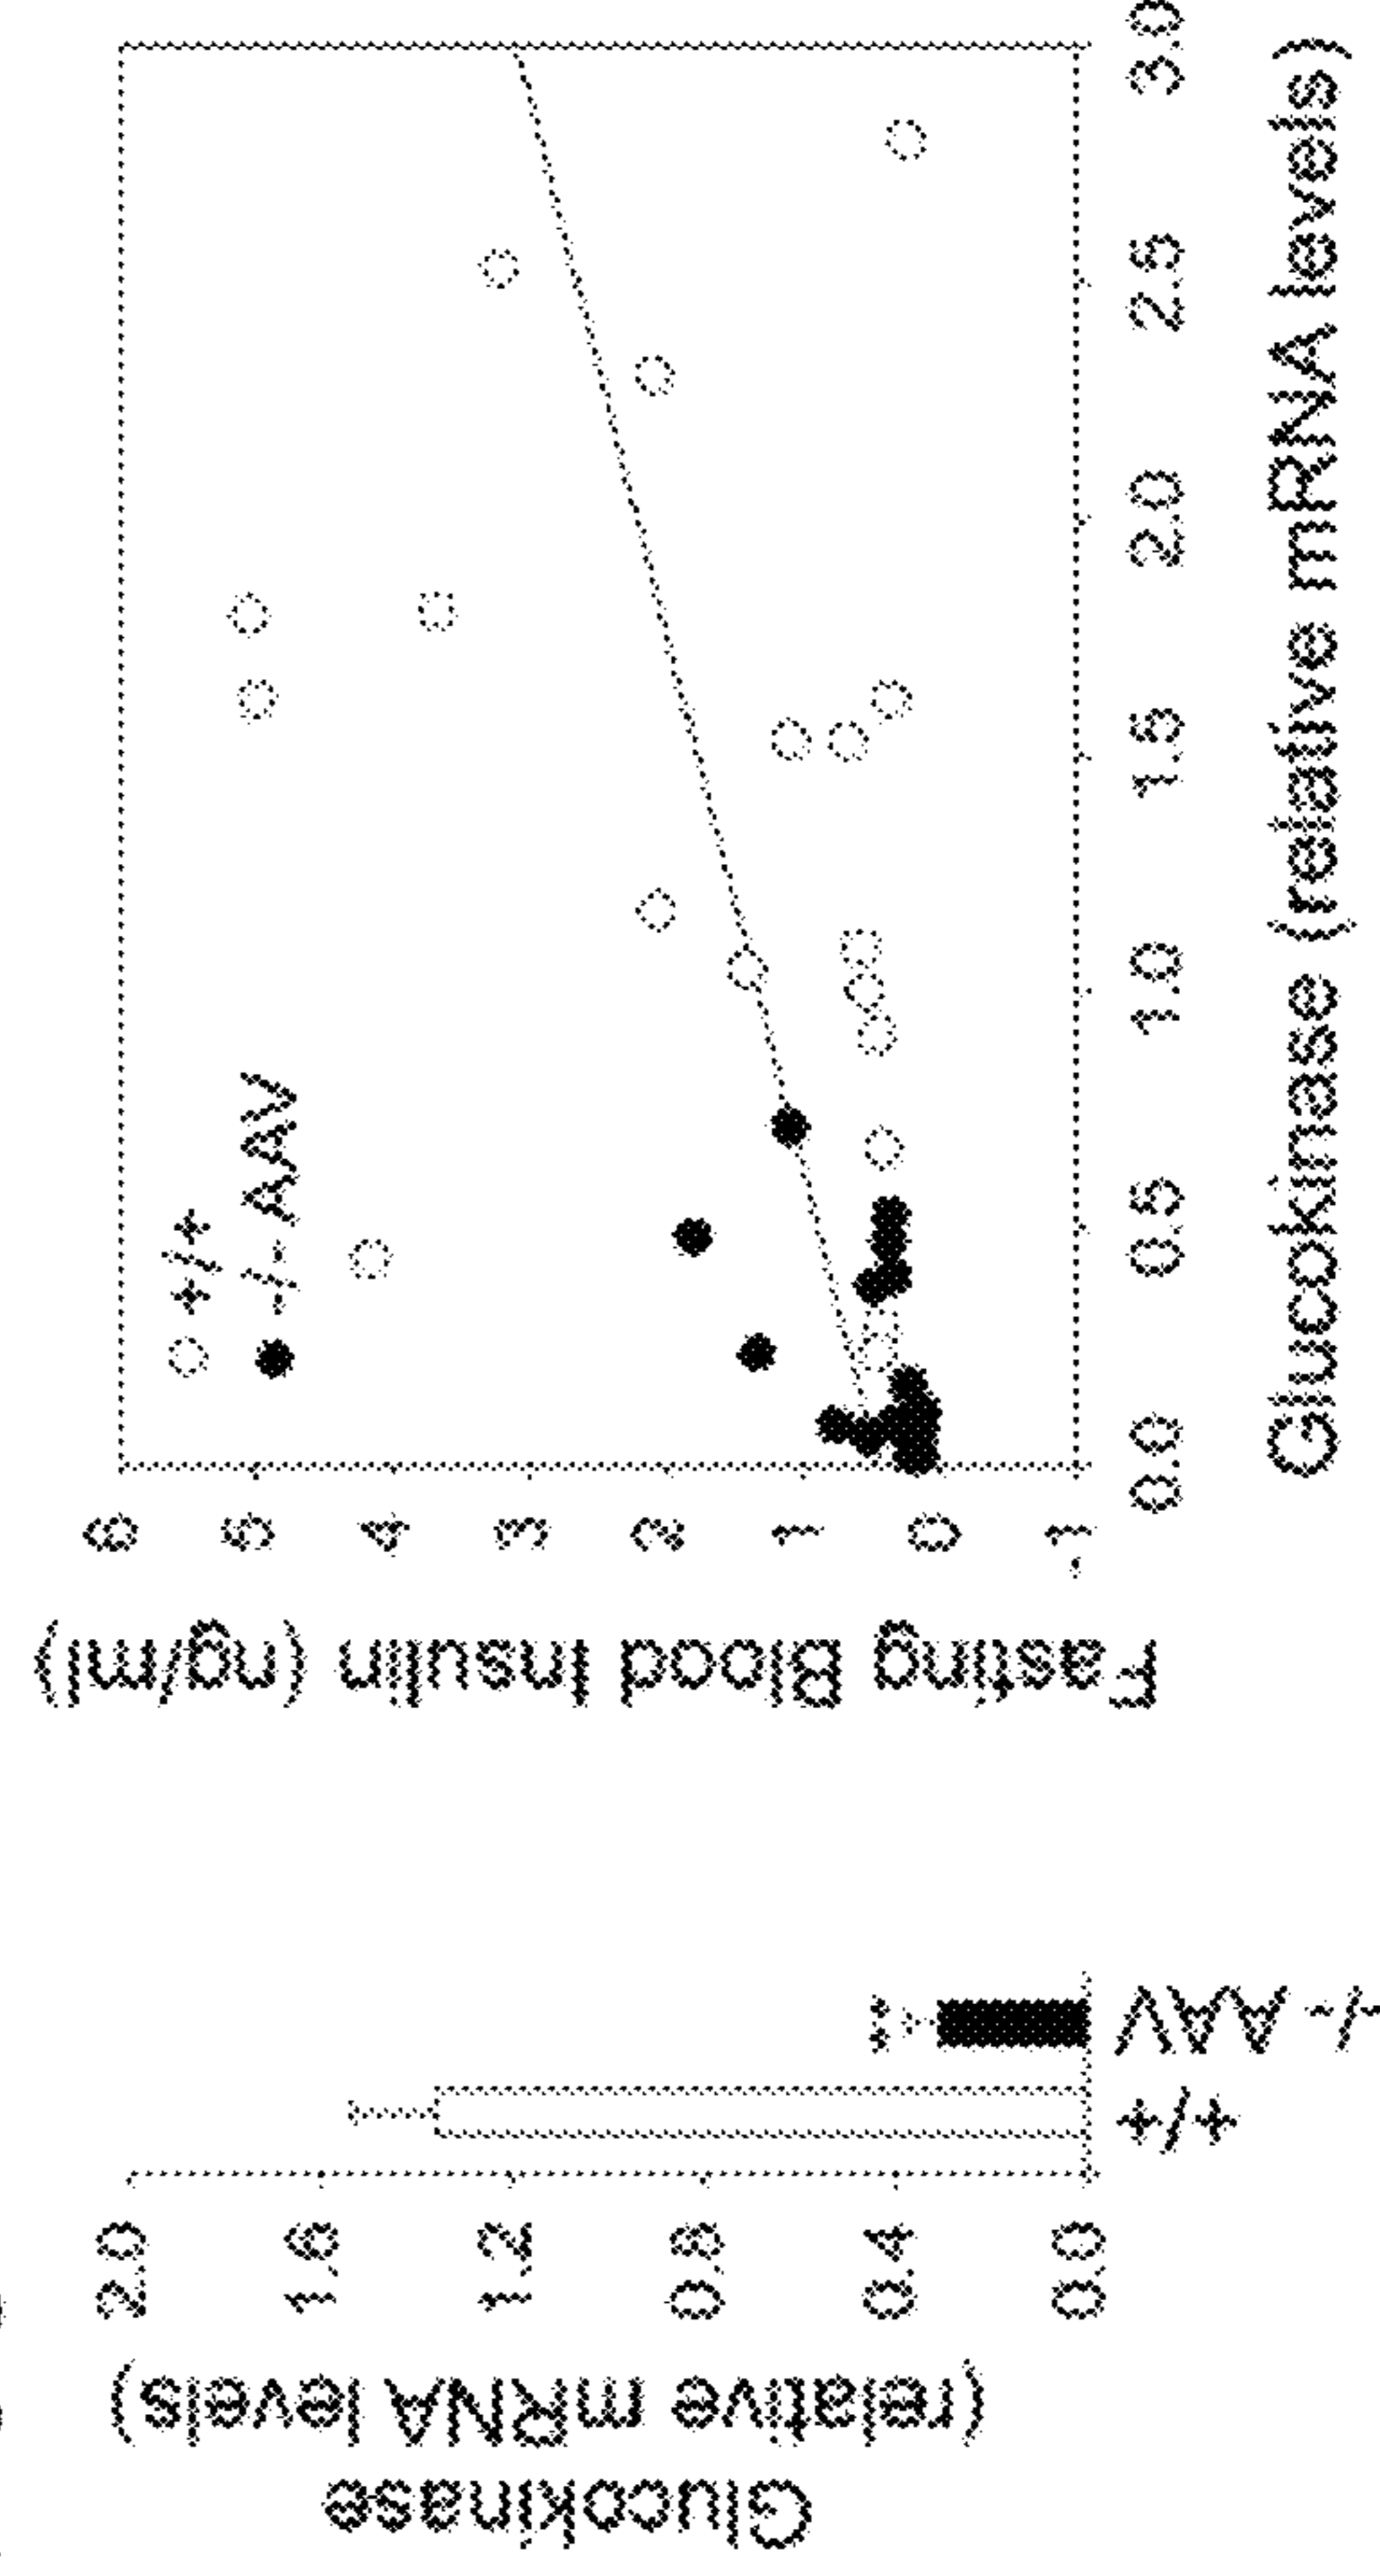 Glucokinase
(relative mRNA levels)
2.0
1.6
1.2
0.8
0.4
0.0
**
+/+
-/- AAV
Fasting Blood Insulin (ng/ml)
6
5
4
3
2
1
0
-1
+/+
-/- AAV
0.0 0.5 1.0 1.5 2.0 2.5 3.0
Glucokinase (relative mRNA levels)